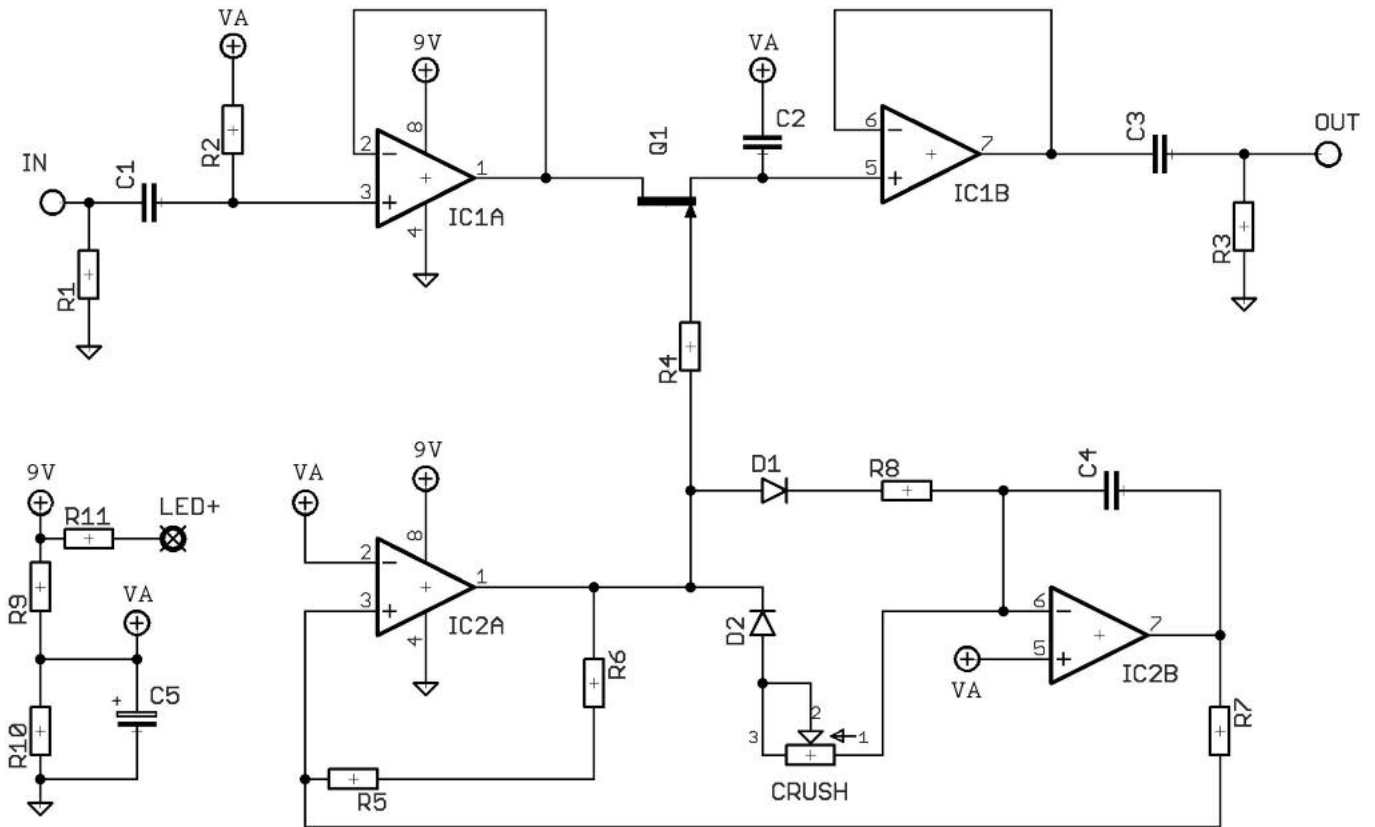 VA
9V
VA
IN
C1
R2
2
8
1
3
4
IC1A
R1
Q1
C2
6
7
5
IC1B
C3
OUT
R3
R4
9V
R11
LED+
R9
VA
R10
+
C5
VA
9V
2
8
1
3
4
IC2A
R6
R5
D1
R8
C4
D2
6
7
5
IC2B
VA
2
3
1
CRUSH
R7